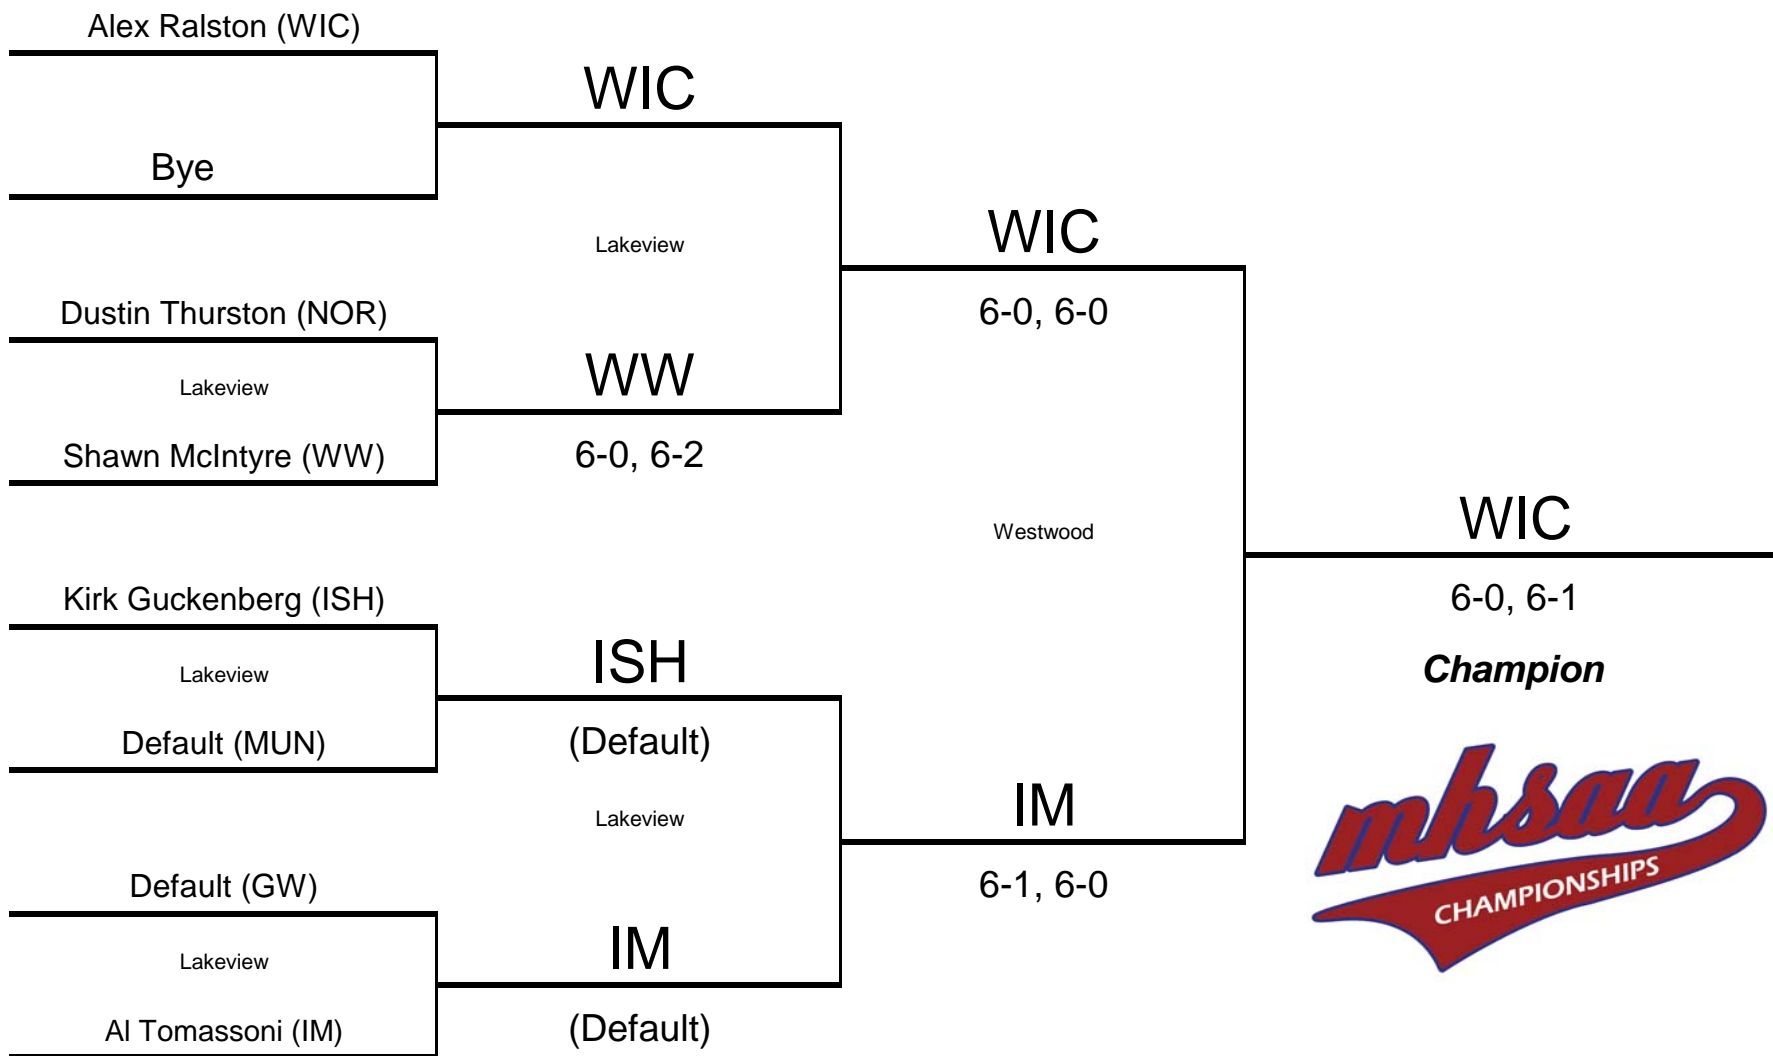 Alex Ralston (WIC)
WIC
Bye
Lakeview
WIC
Dustin Thurston (NOR)
6-0, 6-0
Lakeview
WW
Shawn McIntyre (WW)
6-0, 6-2
Westwood
WIC
Kirk Guckenberg (ISH)
6-0, 6-1
Lakeview
ISH
Champion
Default (MUN)
(Default)
Lakeview
IM
Default (GW)
6-1, 6-0
Lakeview
IM
Al Tomassoni (IM)
(Default)
mhsaa
CHAMPIONSHIPS